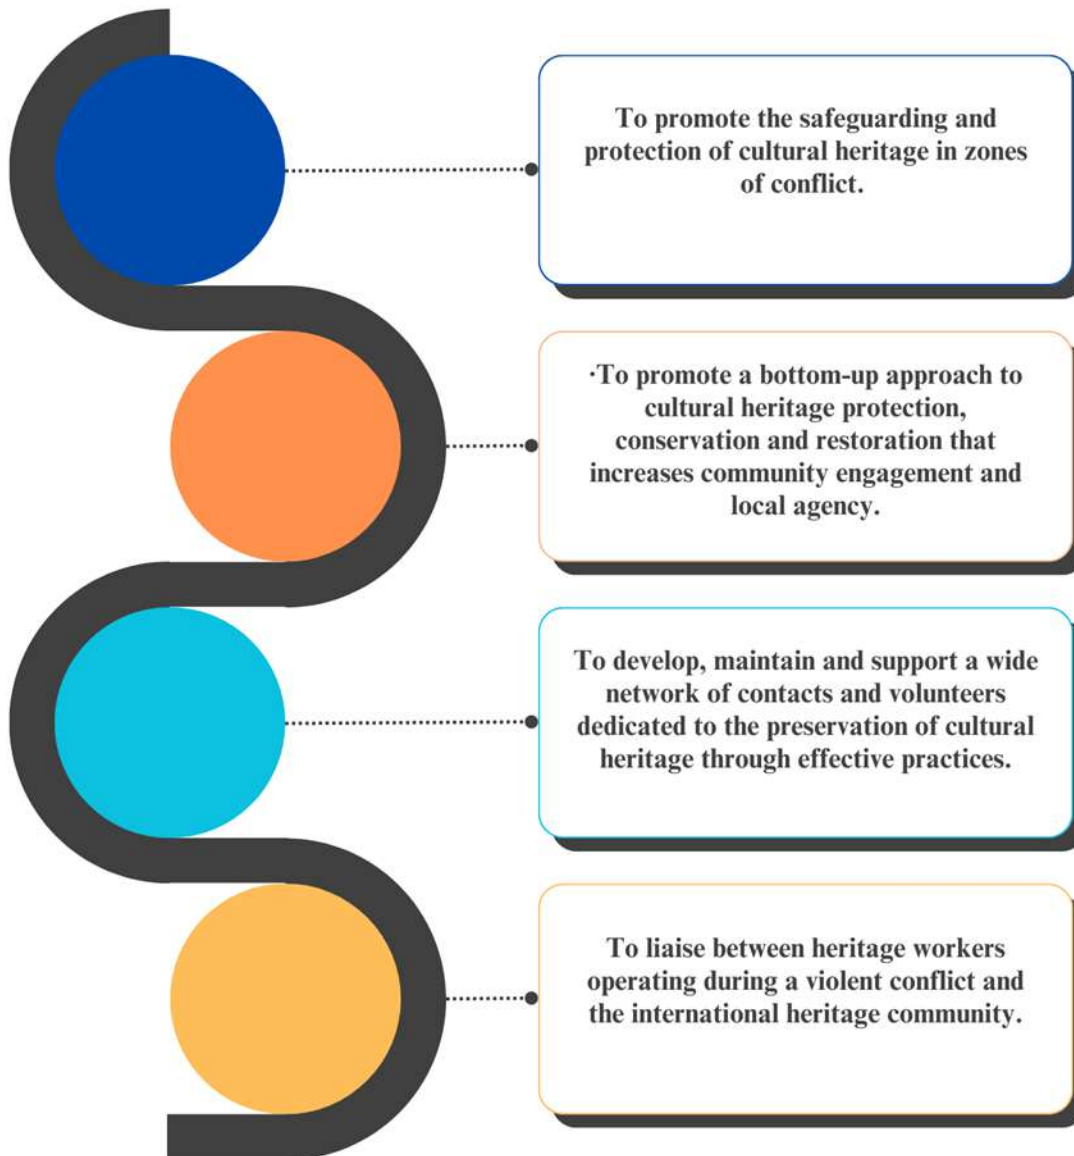 To promote the safeguarding and
protection of cultural heritage in zones
of conflict.
·To promote a bottom-up approach to
cultural heritage protection,
conservation and restoration that
increases community engagement and
local agency.
To develop, maintain and support a wide
network of contacts and volunteers
dedicated to the preservation of cultural
heritage through effective practices.
To liaise between heritage workers
operating during a violent conflict and
the international heritage community.